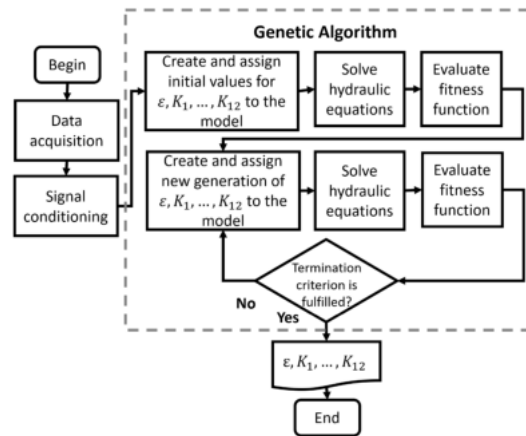 Genetic Algorithm
Begin
Data
acquisition
Signal
conditioning
Create and assign
initial values for
ε, K₁, … , K₁₂ to the
model
Solve
hydraulic
equations
Evaluate
fitness
function
Create and assign
new generation of
ε, K₁, … , K₁₂ to the
model
Solve
hydraulic
equations
Evaluate
fitness
function
Termination
criterion is
fulfilled?
No
Yes
ε, K₁, … , K₁₂
End